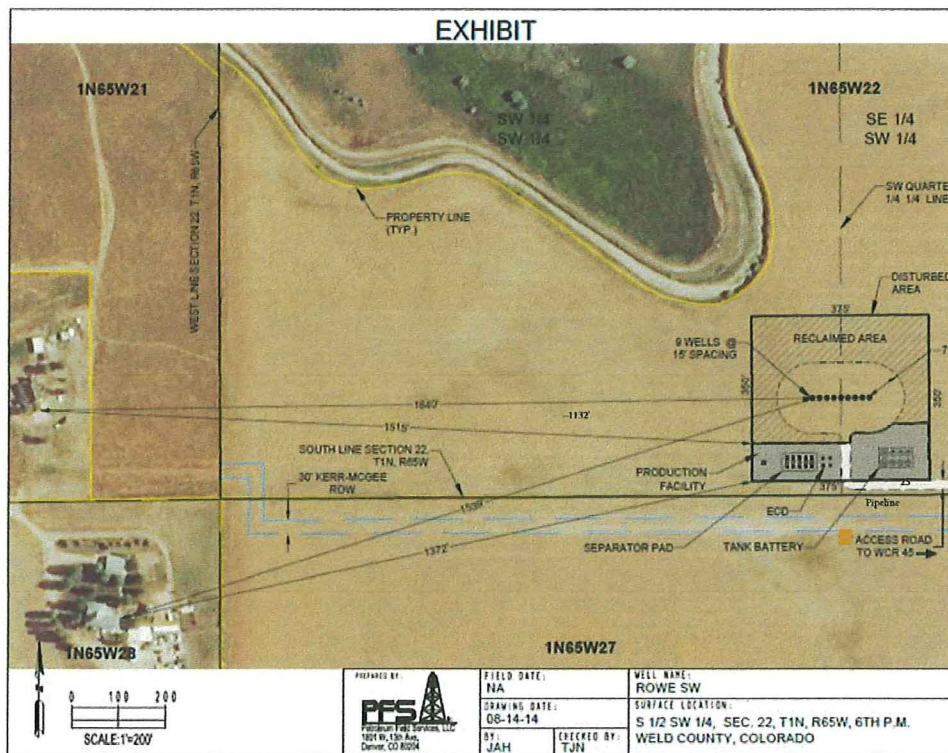 EXHIBIT
1N65W21
1N65W22
SW 1/4
SW 1/4
SE 1/4
SW 1/4
WEST LINE SECTION 22, T1N, R65W
PROPERTY LINE
(TYP.)
SW QUARTE
1/4 1/4 LINE
DISTURBED
AREA
375'
RECLAIMED AREA
9 WELLS @
15' SPACING
7
350'
350'
1640'
1132'
1515'
SOUTH LINE SECTION 22,
T1N, R65W
30' KERR-MCGEE
ROW
PRODUCTION
FACILITY
375'
25
Pipeline
ECD
1539'
1372'
SEPARATOR PAD
TANK BATTERY
ACCESS ROAD
TO WCR 45
1N65W28
1N65W27
0 100 200
SCALE:1"=200'
PREPARED BY:
PFS
Petroleum Field Services, LLC
1801 W. 13th Ave.
Denver, CO 80204
FIELD DATE:
NA
DRAWING DATE:
08-14-14
BY:
JAH
CHECKED BY:
TJN
WELL NAME:
ROWE SW
SURFACE LOCATION:
S 1/2 SW 1/4, SEC. 22, T1N, R65W, 6TH P.M.
WELD COUNTY, COLORADO